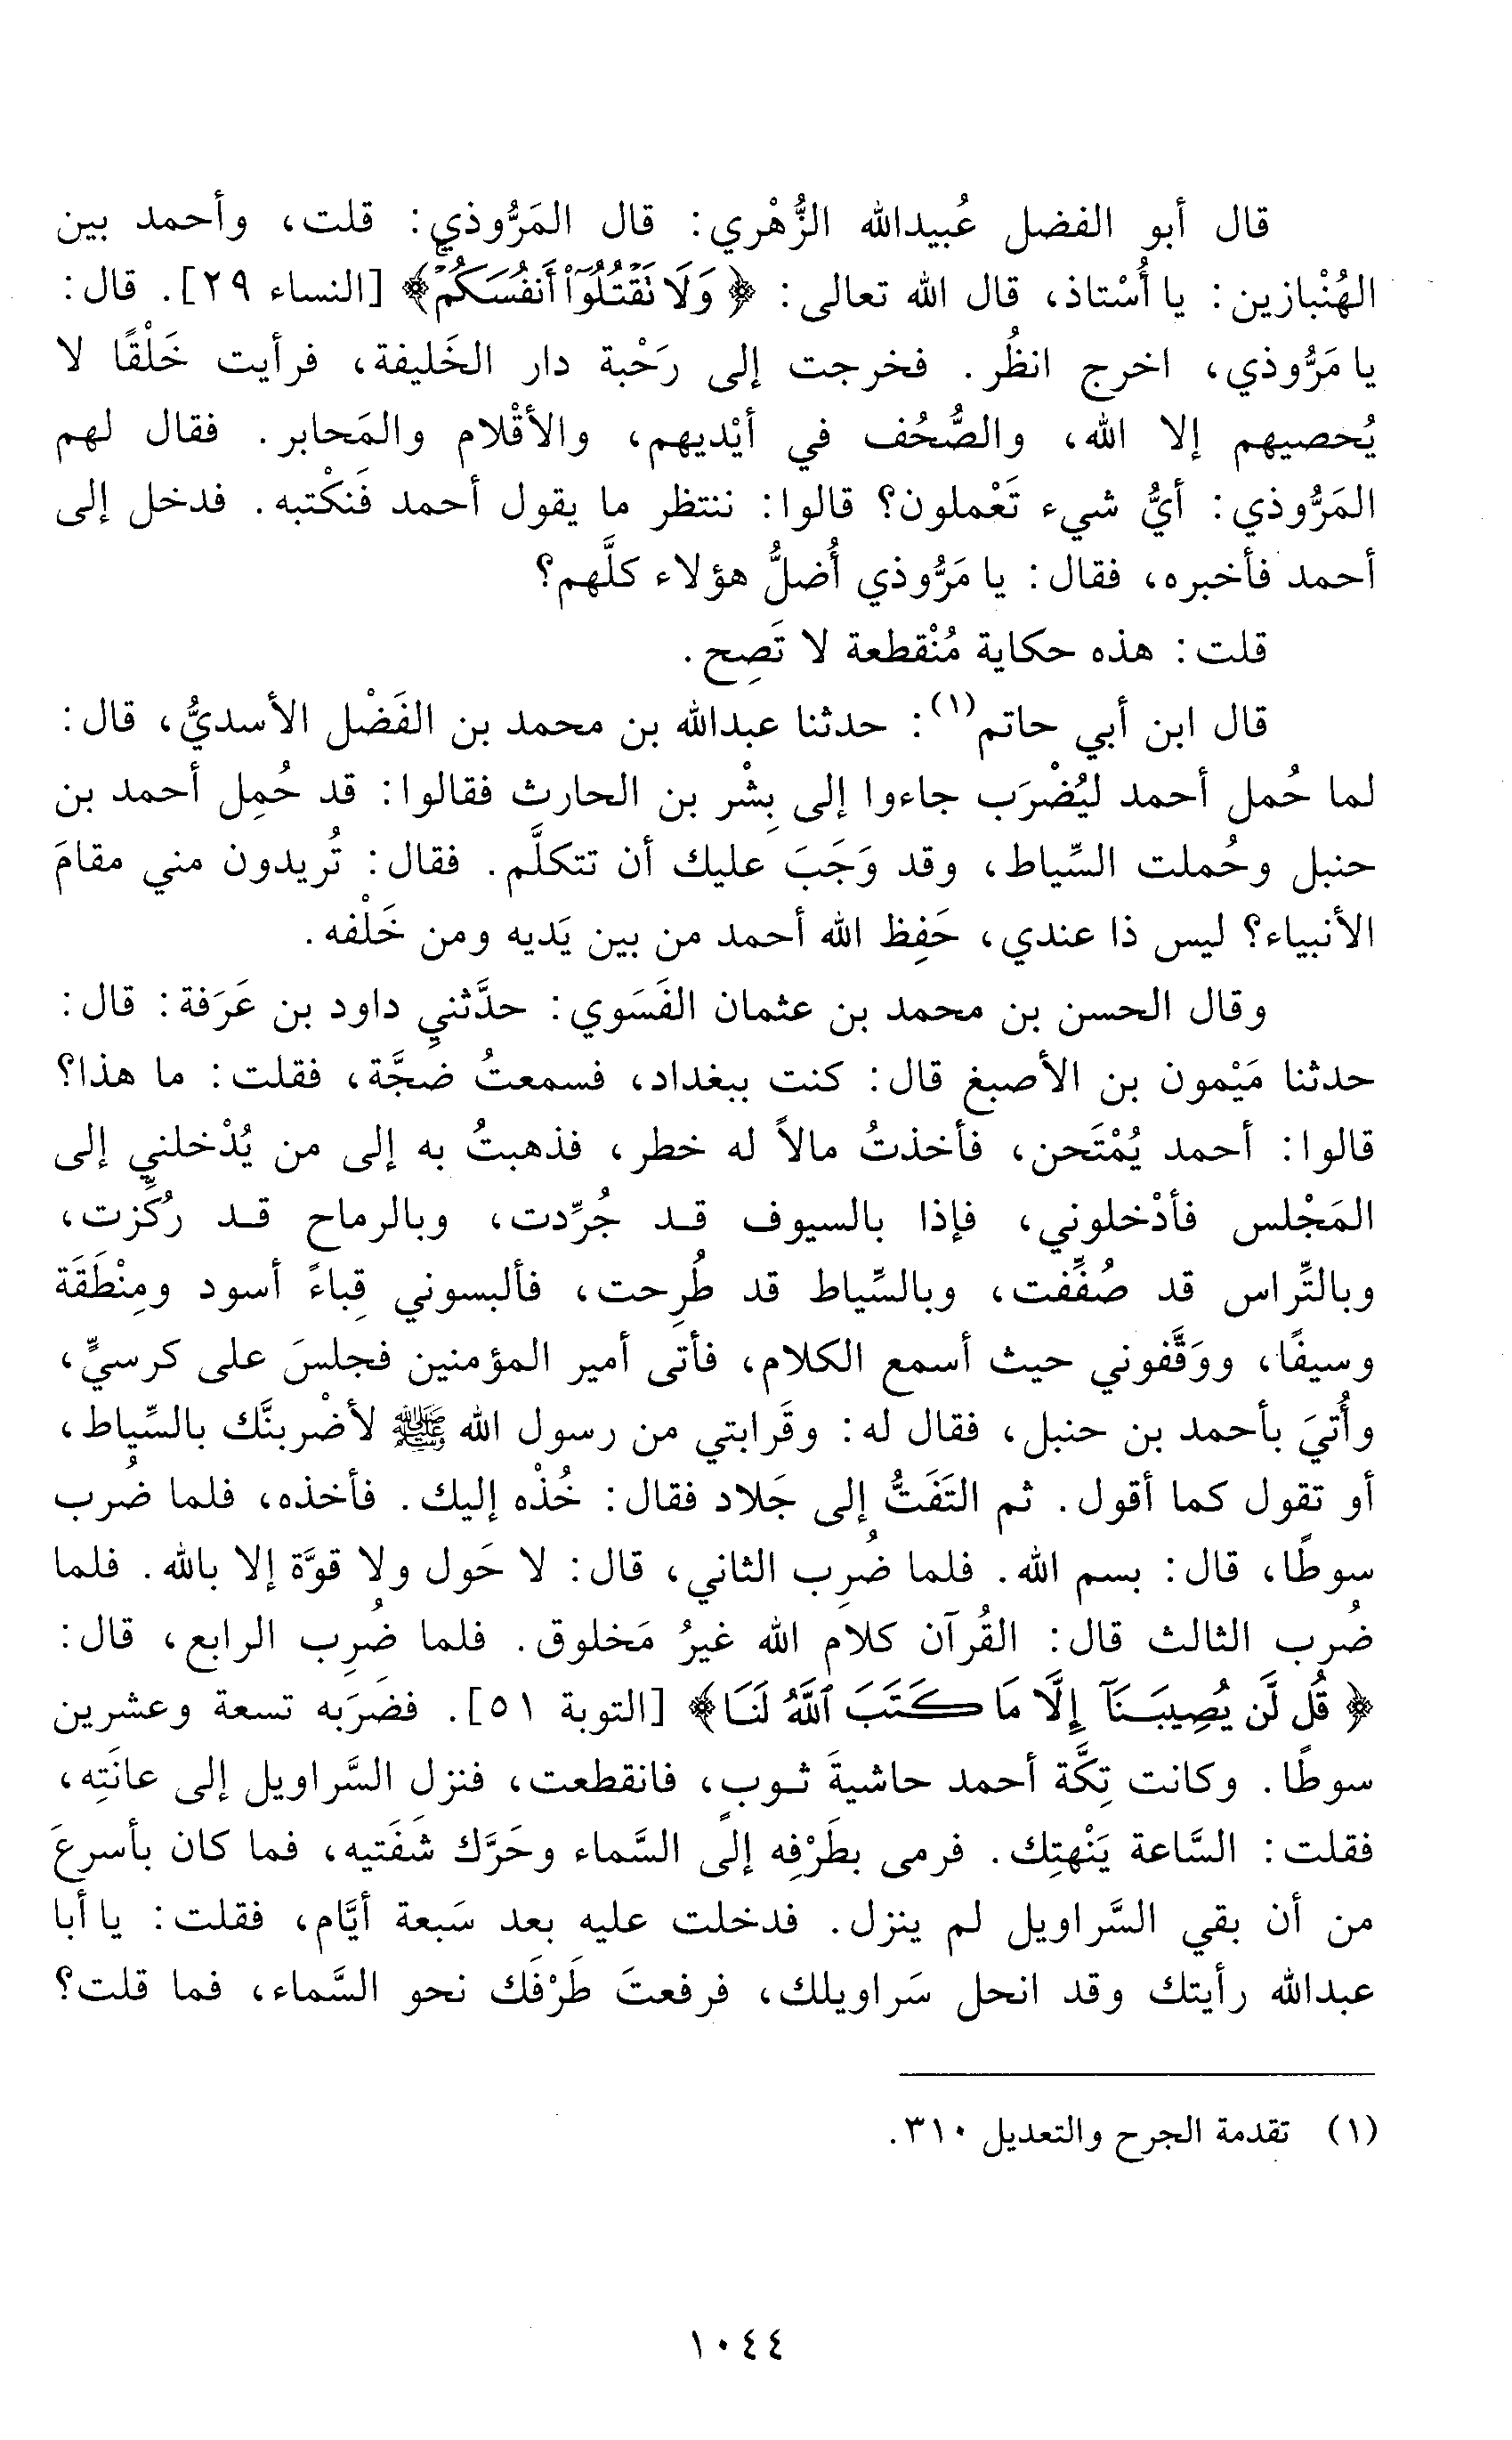 قال أبو الفضل عُبيدالله الزُّهْري: قال المَرُّوذي: قلت، وأحمد بين
الهُنْبازين: يا أُسْتاذ، قال الله تعالى: ﴿وَلَا تَقْتُلُوٓا۟ أَنفُسَكُمْۚ﴾ [النساء ٢٩]. قال:
يا مَرُّوذي، اخرج انظُر. فخرجت إلى رَحْبة دار الخَليفة، فرأيت خَلْقًا لا
يُحصيهم إلا الله، والصُّحُف في أيْديهم، والأقْلام والمَحابر. فقال لهم
المَرُّوذي: أيُّ شيء تَعْملون؟ قالوا: ننتظر ما يقول أحمد فَنكْتبه. فدخل إلى
أحمد فأخبره، فقال: يا مَرُّوذي أُضلُّ هؤلاء كلَّهم؟
قلت: هذه حكاية مُنْقطعة لا تَصِح.
قال ابن أبي حاتم(١): حدثنا عبدالله بن محمد بن الفَضْل الأسديُّ، قال:
لما حُمل أحمد ليُضْرَب جاءوا إلى بِشْر بن الحارث فقالوا: قد حُمِل أحمد بن
حنبل وحُملت السِّياط، وقد وَجَبَ عليك أن تتكلَّم. فقال: تُريدون مني مقامَ
الأنبياء؟ ليس ذا عندي، حَفِظ الله أحمد من بين يَديه ومن خَلْفه.
وقال الحسن بن محمد بن عثمان الفَسَوي: حدَّثني داود بن عَرَفة: قال:
حدثنا مَيْمون بن الأصبغ قال: كنت ببغداد، فسمعتُ ضجَّة، فقلت: ما هذا؟
قالوا: أحمد يُمْتَحن، فأخذتُ مالاً له خطر، فذهبتُ به إلى من يُدْخلني إلى
المَجْلس فأدْخلوني، فإذا بالسيوف قد جُرِّدت، وبالرماح قد رُكِّزت،
وبالتِّراس قد صُفِّفت، وبالسِّياط قد طُرِحت، فألبسوني قِباءً أسود ومِنْطَقَة
وسيفًا، ووَقَّفوني حيث أسمع الكلام، فأتى أمير المؤمنين فجلسَ على كرسيٍّ،
وأُتيَ بأحمد بن حنبل، فقال له: وقَرابتي من رسول الله ﷺ لأضْربنَّك بالسِّياط،
أو تقول كما أقول. ثم التَفَتُّ إلى جَلاد فقال: خُذْه إليك. فأخذه، فلما ضُرب
سوطًا، قال: بسم الله. فلما ضُرِب الثاني، قال: لا حَول ولا قوَّة إلا بالله. فلما
ضُرب الثالث قال: القُرآن كلام الله غيرُ مَخلوق. فلما ضُرِب الرابع، قال:
﴿قُل لَّن يُصِيبَنَآ إِلَّا مَا كَتَبَ ٱللَّهُ لَنَا﴾ [التوبة ٥١]. فضَرَبه تسعة وعشرين
سوطًا. وكانت تِكَّة أحمد حاشيةَ ثوب، فانقطعت، فنزل السَّراويل إلى عانَتِه،
فقلت: السَّاعة يَنْهتِك. فرمى بطَرْفِه إلى السَّماء وحَرَّك شَفَتيه، فما كان بأسرعَ
من أن بقي السَّراويل لم ينزل. فدخلت عليه بعد سَبعة أيَّام، فقلت: يا أبا
عبدالله رأيتك وقد انحل سَراويلك، فرفعتَ طَرْفَك نحو السَّماء، فما قلت؟
(١) تقدمة الجرح والتعديل ٣١٠.
١٠٤٤